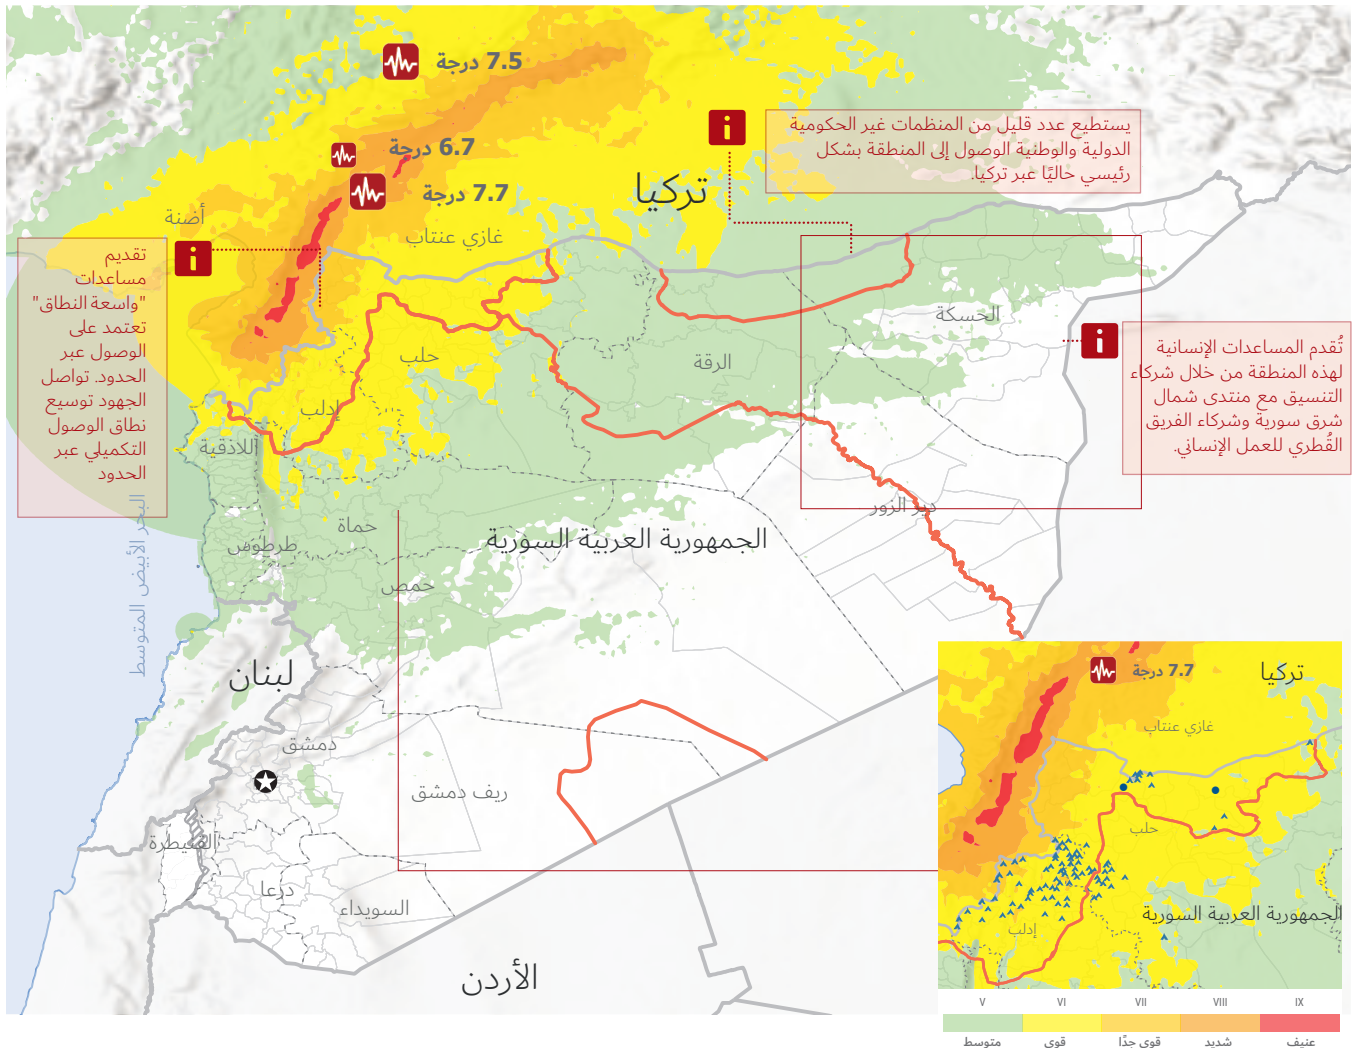 7.5 درجة
6.7 درجة
7.7 درجة
يستطيع عدد قليل من المنظمات غير الحكومية
الدولية والوطنية الوصول إلى المنطقة بشكل
رئيسي حاليًا عبر تركيا.
تركيا
أضنة
غازي عنتاب
تقديم
مساعدات
"واسعة النطاق"
تعتمد على
الوصول عبر
الحدود. تواصل
الجهود توسيع
نطاق الوصول
التكميلي عبر
الحدود
الحسكة
تُقدم المساعدات الإنسانية
لهذه المنطقة من خلال شركاء
التنسيق مع منتدى شمال
شرق سورية وشركاء الفريق
القُطري للعمل الإنساني.
حلب
الرقة
إدلب
اللاذقية
دير الزور
حماة
طرطوس
الجمهورية العربية السورية
حمص
البحر الأبيض المتوسط
لبنان
دمشق
ريف دمشق
القنيطرة
درعا
السويداء
الأردن
7.7 درجة
تركيا
غازي عنتاب
حلب
الجمهورية العربية السورية
إدلب
V VI VII VIII IX
متوسط قوي قوي جدًا شديد عنيف